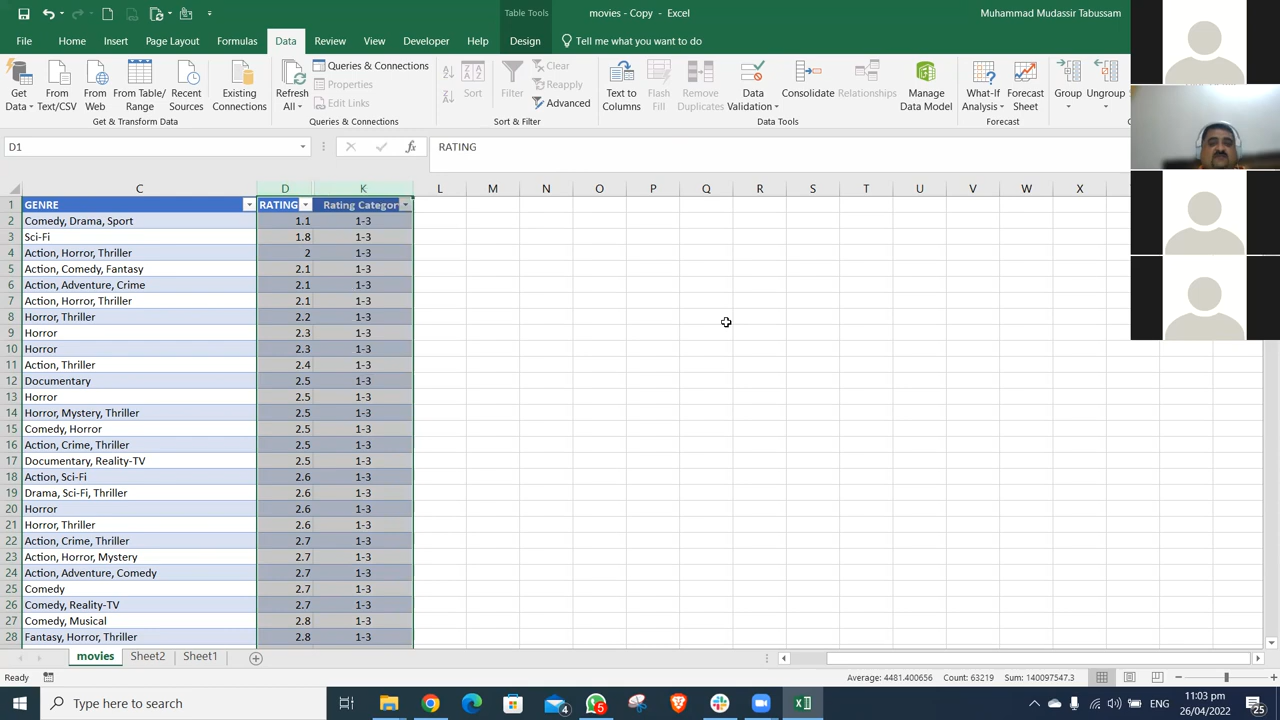 Table Tools
movies - Copy - Excel
Muhammad Mudassir Tabussam
File Home Insert Page Layout Formulas Data Review View Developer Help Design Tell me what you want to do
Get Data
From Text/CSV
From Web
From Table/ Range
Recent Sources
Existing Connections
Get & Transform Data
Refresh All
Queries & Connections
Properties
Edit Links
Queries & Connections
Sort
Filter
Clear
Reapply
Advanced
Sort & Filter
Text to Columns
Flash Fill
Remove Duplicates
Data Validation
Consolidate
Relationships
Manage Data Model
Data Tools
What-If Analysis
Forecast Sheet
Forecast
Group
Ungroup
D1 fx RATING
C D K L M N O P Q R S T U V W X
1 GENRE RATING Rating Categor
2 Comedy, Drama, Sport 1.1 1-3
3 Sci-Fi 1.8 1-3
4 Action, Horror, Thriller 2 1-3
5 Action, Comedy, Fantasy 2.1 1-3
6 Action, Adventure, Crime 2.1 1-3
7 Action, Horror, Thriller 2.1 1-3
8 Horror, Thriller 2.2 1-3
9 Horror 2.3 1-3
10 Horror 2.3 1-3
11 Action, Thriller 2.4 1-3
12 Documentary 2.5 1-3
13 Horror 2.5 1-3
14 Horror, Mystery, Thriller 2.5 1-3
15 Comedy, Horror 2.5 1-3
16 Action, Crime, Thriller 2.5 1-3
17 Documentary, Reality-TV 2.5 1-3
18 Action, Sci-Fi 2.6 1-3
19 Drama, Sci-Fi, Thriller 2.6 1-3
20 Horror 2.6 1-3
21 Horror, Thriller 2.6 1-3
22 Action, Crime, Thriller 2.7 1-3
23 Action, Horror, Mystery 2.7 1-3
24 Action, Adventure, Comedy 2.7 1-3
25 Comedy 2.7 1-3
26 Comedy, Reality-TV 2.7 1-3
27 Comedy, Musical 2.8 1-3
28 Fantasy, Horror, Thriller 2.8 1-3
movies Sheet2 Sheet1
Ready Average: 4481.400656 Count: 63219 Sum: 140097547.3
Type here to search 4 5 ENG 11:03 pm
26/04/2022 25